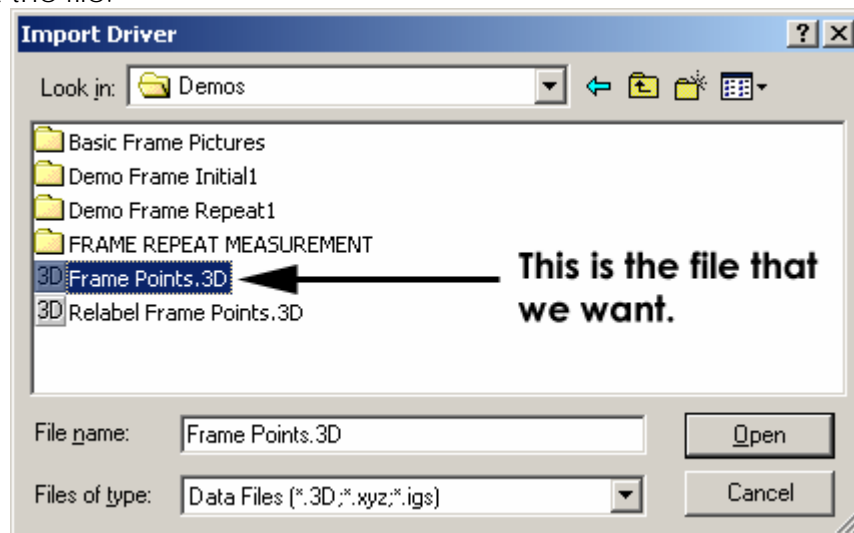 the file.
Import Driver
Look in: Demos
Basic Frame Pictures
Demo Frame Initial1
Demo Frame Repeat1
FRAME REPEAT MEASUREMENT
3D Frame Points.3D
3D Relabel Frame Points.3D
This is the file that
we want.
File name: Frame Points.3D
Open
Files of type: Data Files (*.3D;*.xyz;*.igs)
Cancel